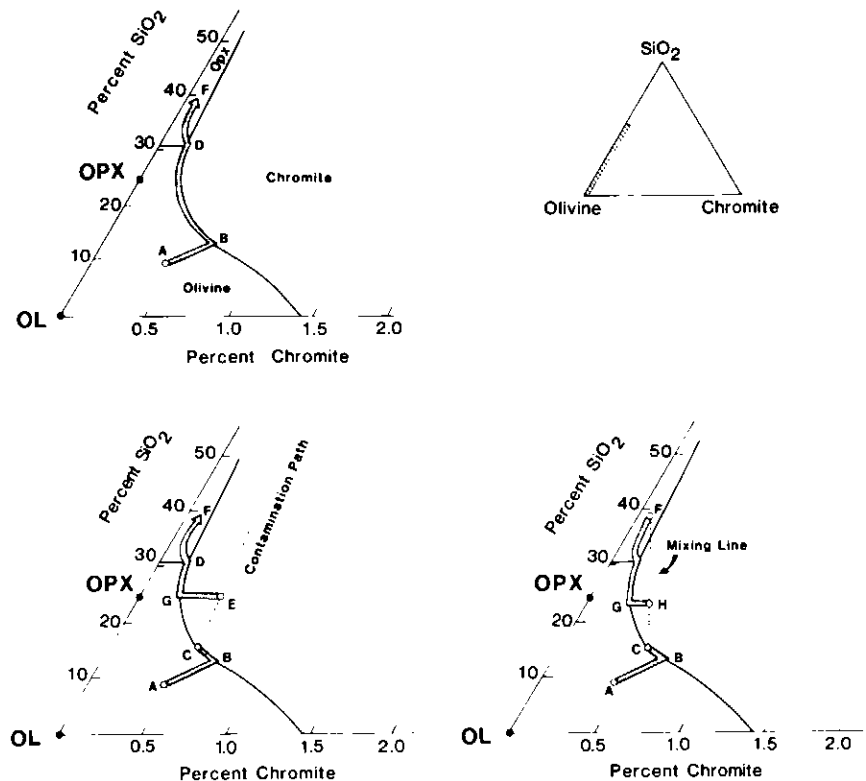 Percent SiO2
50
Opx
40
F
30
D
OPX
20
Chromite
10
A
B
Olivine
OL
0.5
1.0
1.5
2.0
Percent Chromite
SiO2
Olivine
Chromite
Percent SiO2
50
Contamination Path
40
F
30
D
OPX
G
E
20
C
B
10
A
OL
0.5
1.0
1.5
2.0
Percent Chromite
Percent SiO2
50
40
F
Mixing Line
30
OPX
G
H
20
C
B
10
A
OL
0.5
1.0
1.5
2.0
Percent Chromite